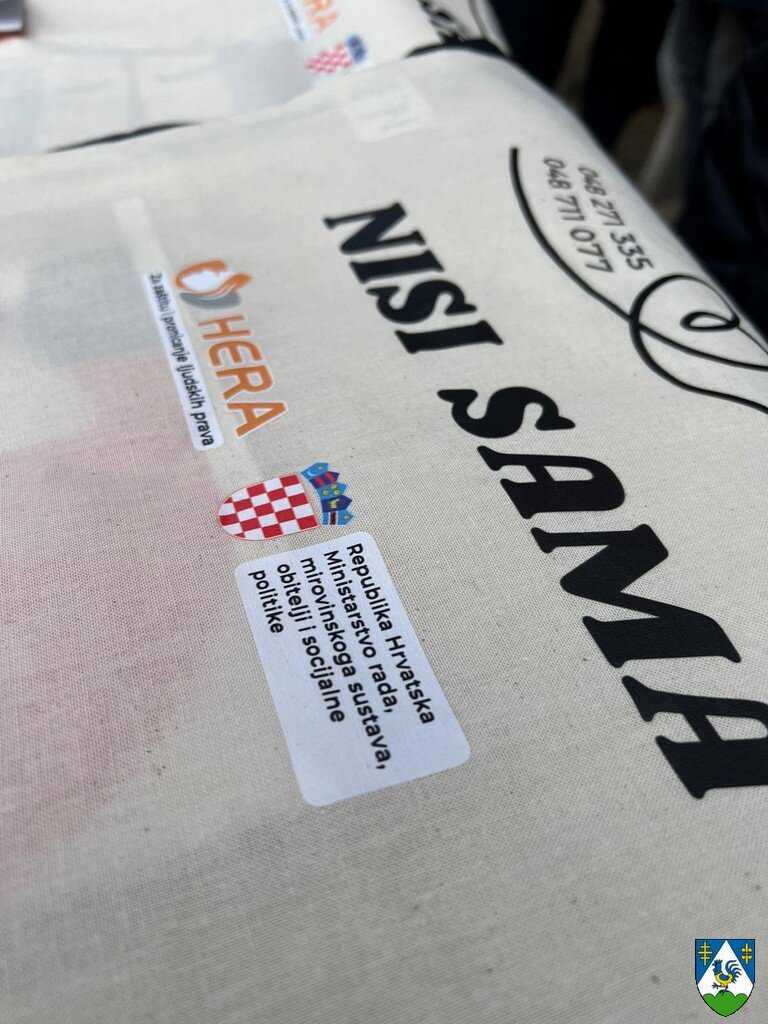 048 271 335
048 711 077
NISI SAMA
HERA
Za zaštitu i promicanje ljudskih prava
Republika Hrvatska
Ministarstvo rada,
mirovinskoga sustava,
obitelji i socijalne
politike